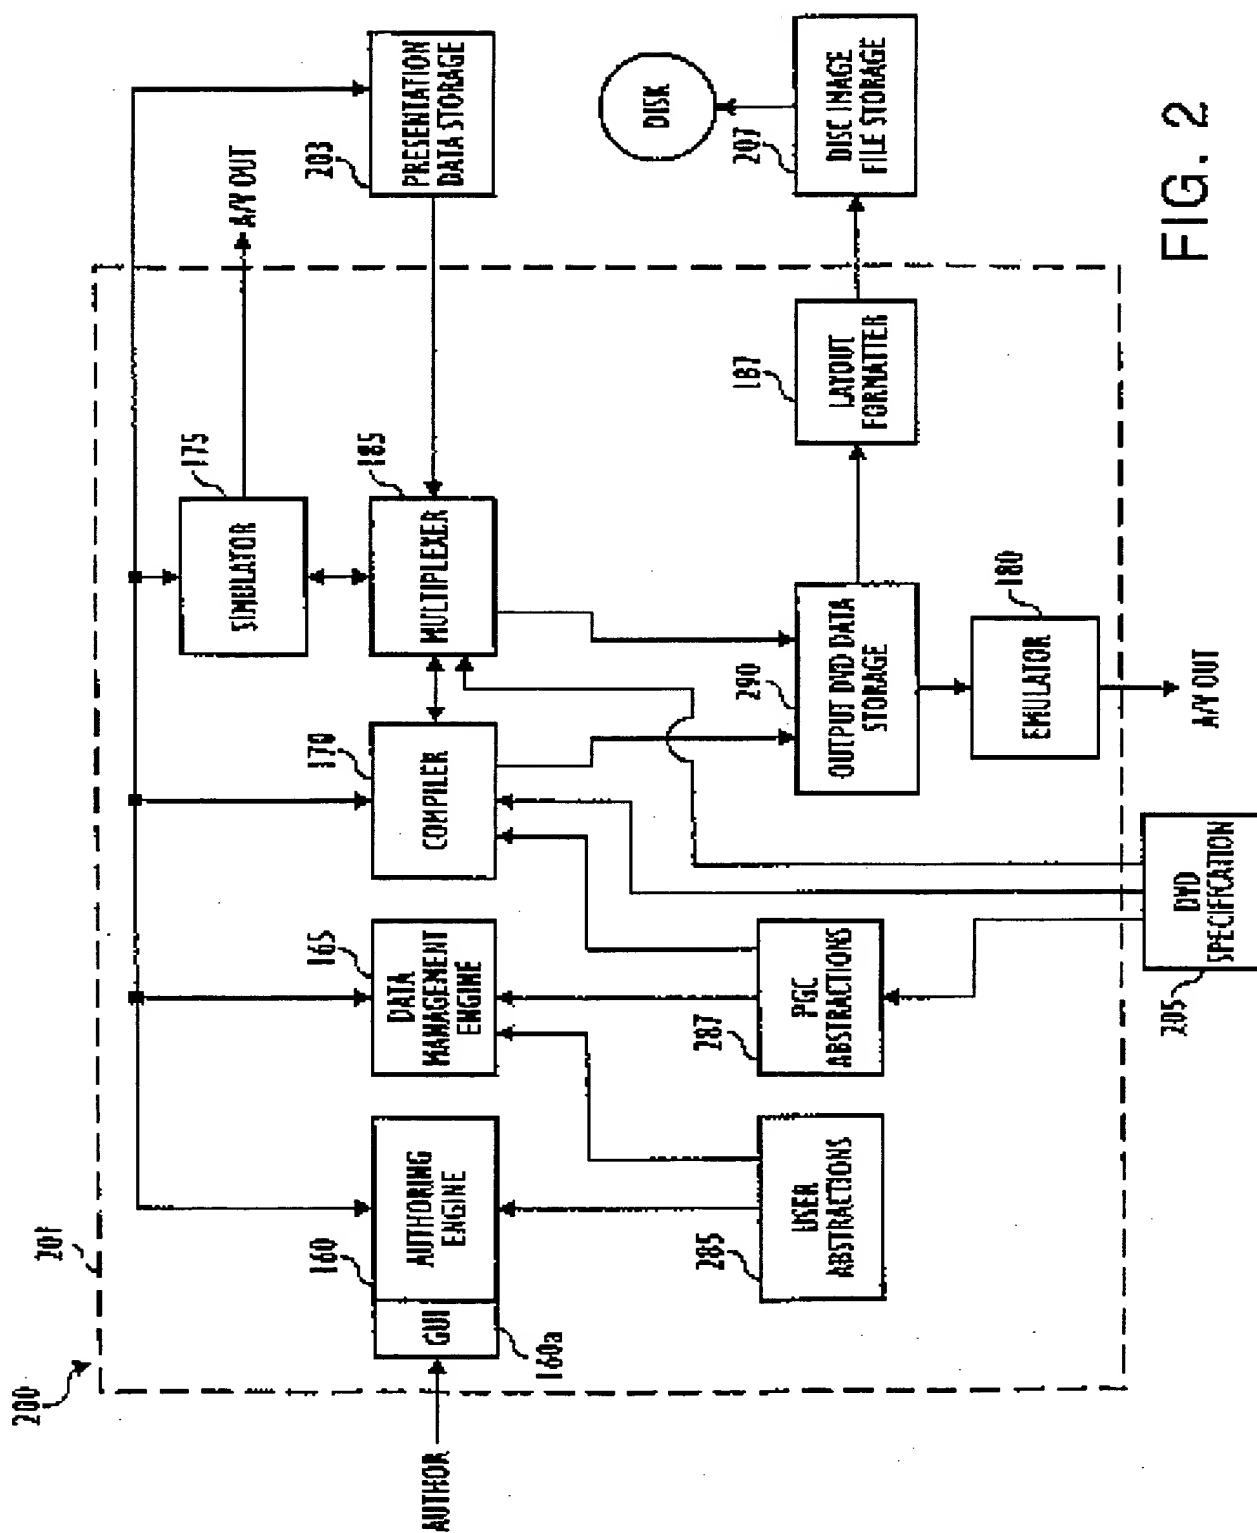 200
201
AUTHOR
GUI
160a
160
AUTHORING
ENGINE
165
DATA
MANAGEMENT
ENGINE
170
COMPILER
175
SIMULATOR
A/V OUT
185
MULTIPLEXER
203
PRESENTATION
DATA STORAGE
285
USER
ABSTRACTIONS
287
PGC
ABSTRACTIONS
290
OUTPUT DVD DATA
STORAGE
187
LAYOUT
FORMATTER
207
DISC IMAGE
FILE STORAGE
DISK
180
EMULATOR
A/V OUT
205
DVD
SPECIFICATION
FIG. 2